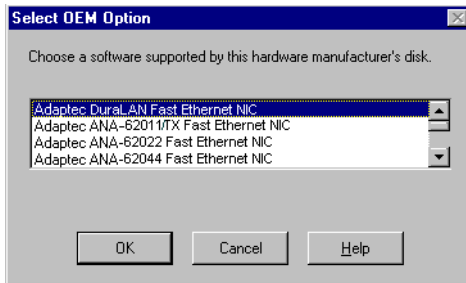 Select OEM Option
Choose a software supported by this hardware manufacturer's disk.
Adaptec DuraLAN Fast Ethernet NIC
Adaptec ANA-62011/TX Fast Ethernet NIC
Adaptec ANA-62022 Fast Ethernet NIC
Adaptec ANA-62044 Fast Ethernet NIC
OK Cancel Help